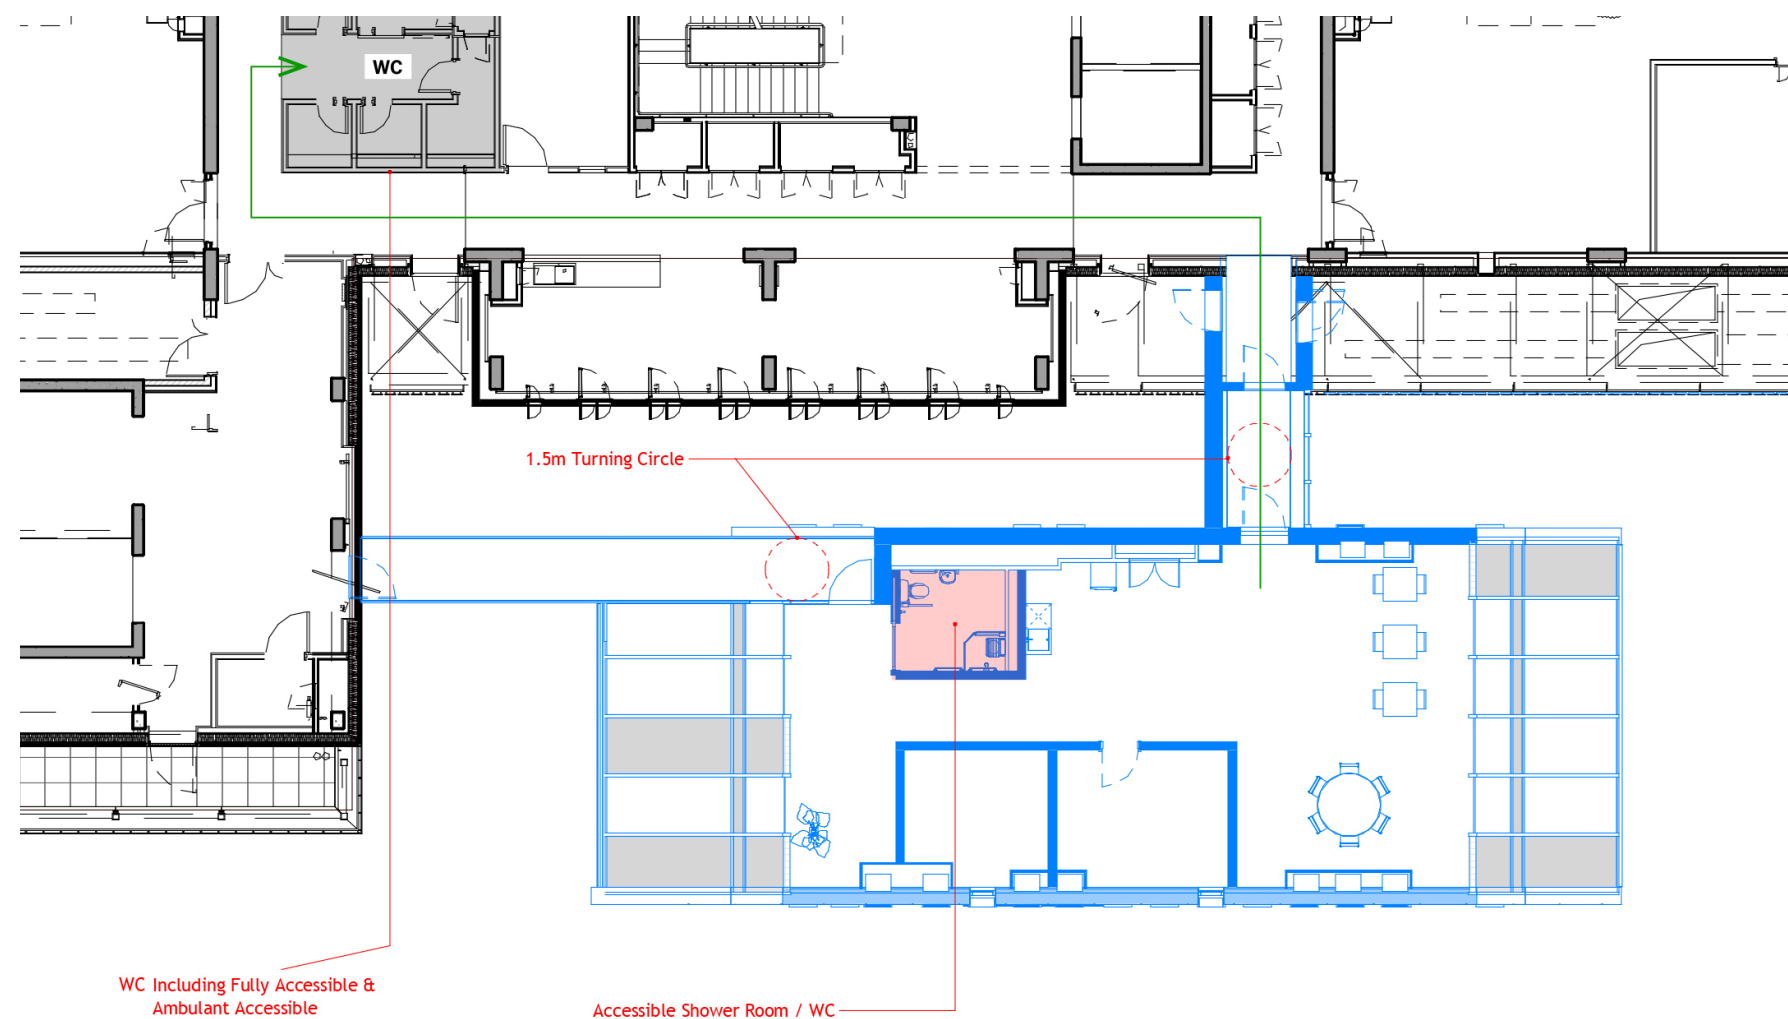 WC
1.5m Turning Circle
WC Including Fully Accessible &
Ambulant Accessible
Accessible Shower Room / WC